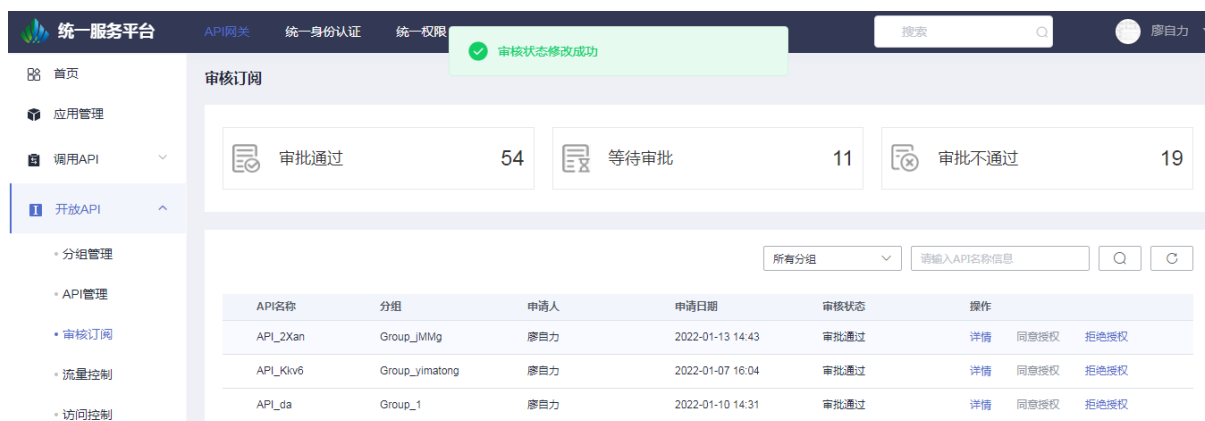 统一服务平台 API网关 统一身份认证 统一权限 搜索 廖自力
审核状态修改成功
首页
应用管理
调用API
开放API
分组管理
API管理
审核订阅
流量控制
访问控制
审核订阅
审批通过 54 等待审批 11 审批不通过 19
所有分组 请输入API名称信息
API名称 分组 申请人 申请日期 审核状态 操作
API_2Xan Group_jMMg 廖自力 2022-01-13 14:43 审批通过 详情 同意授权 拒绝授权
API_Kkv6 Group_yimatong 廖自力 2022-01-07 16:04 审批通过 详情 同意授权 拒绝授权
API_da Group_1 廖自力 2022-01-10 14:31 审批通过 详情 同意授权 拒绝授权